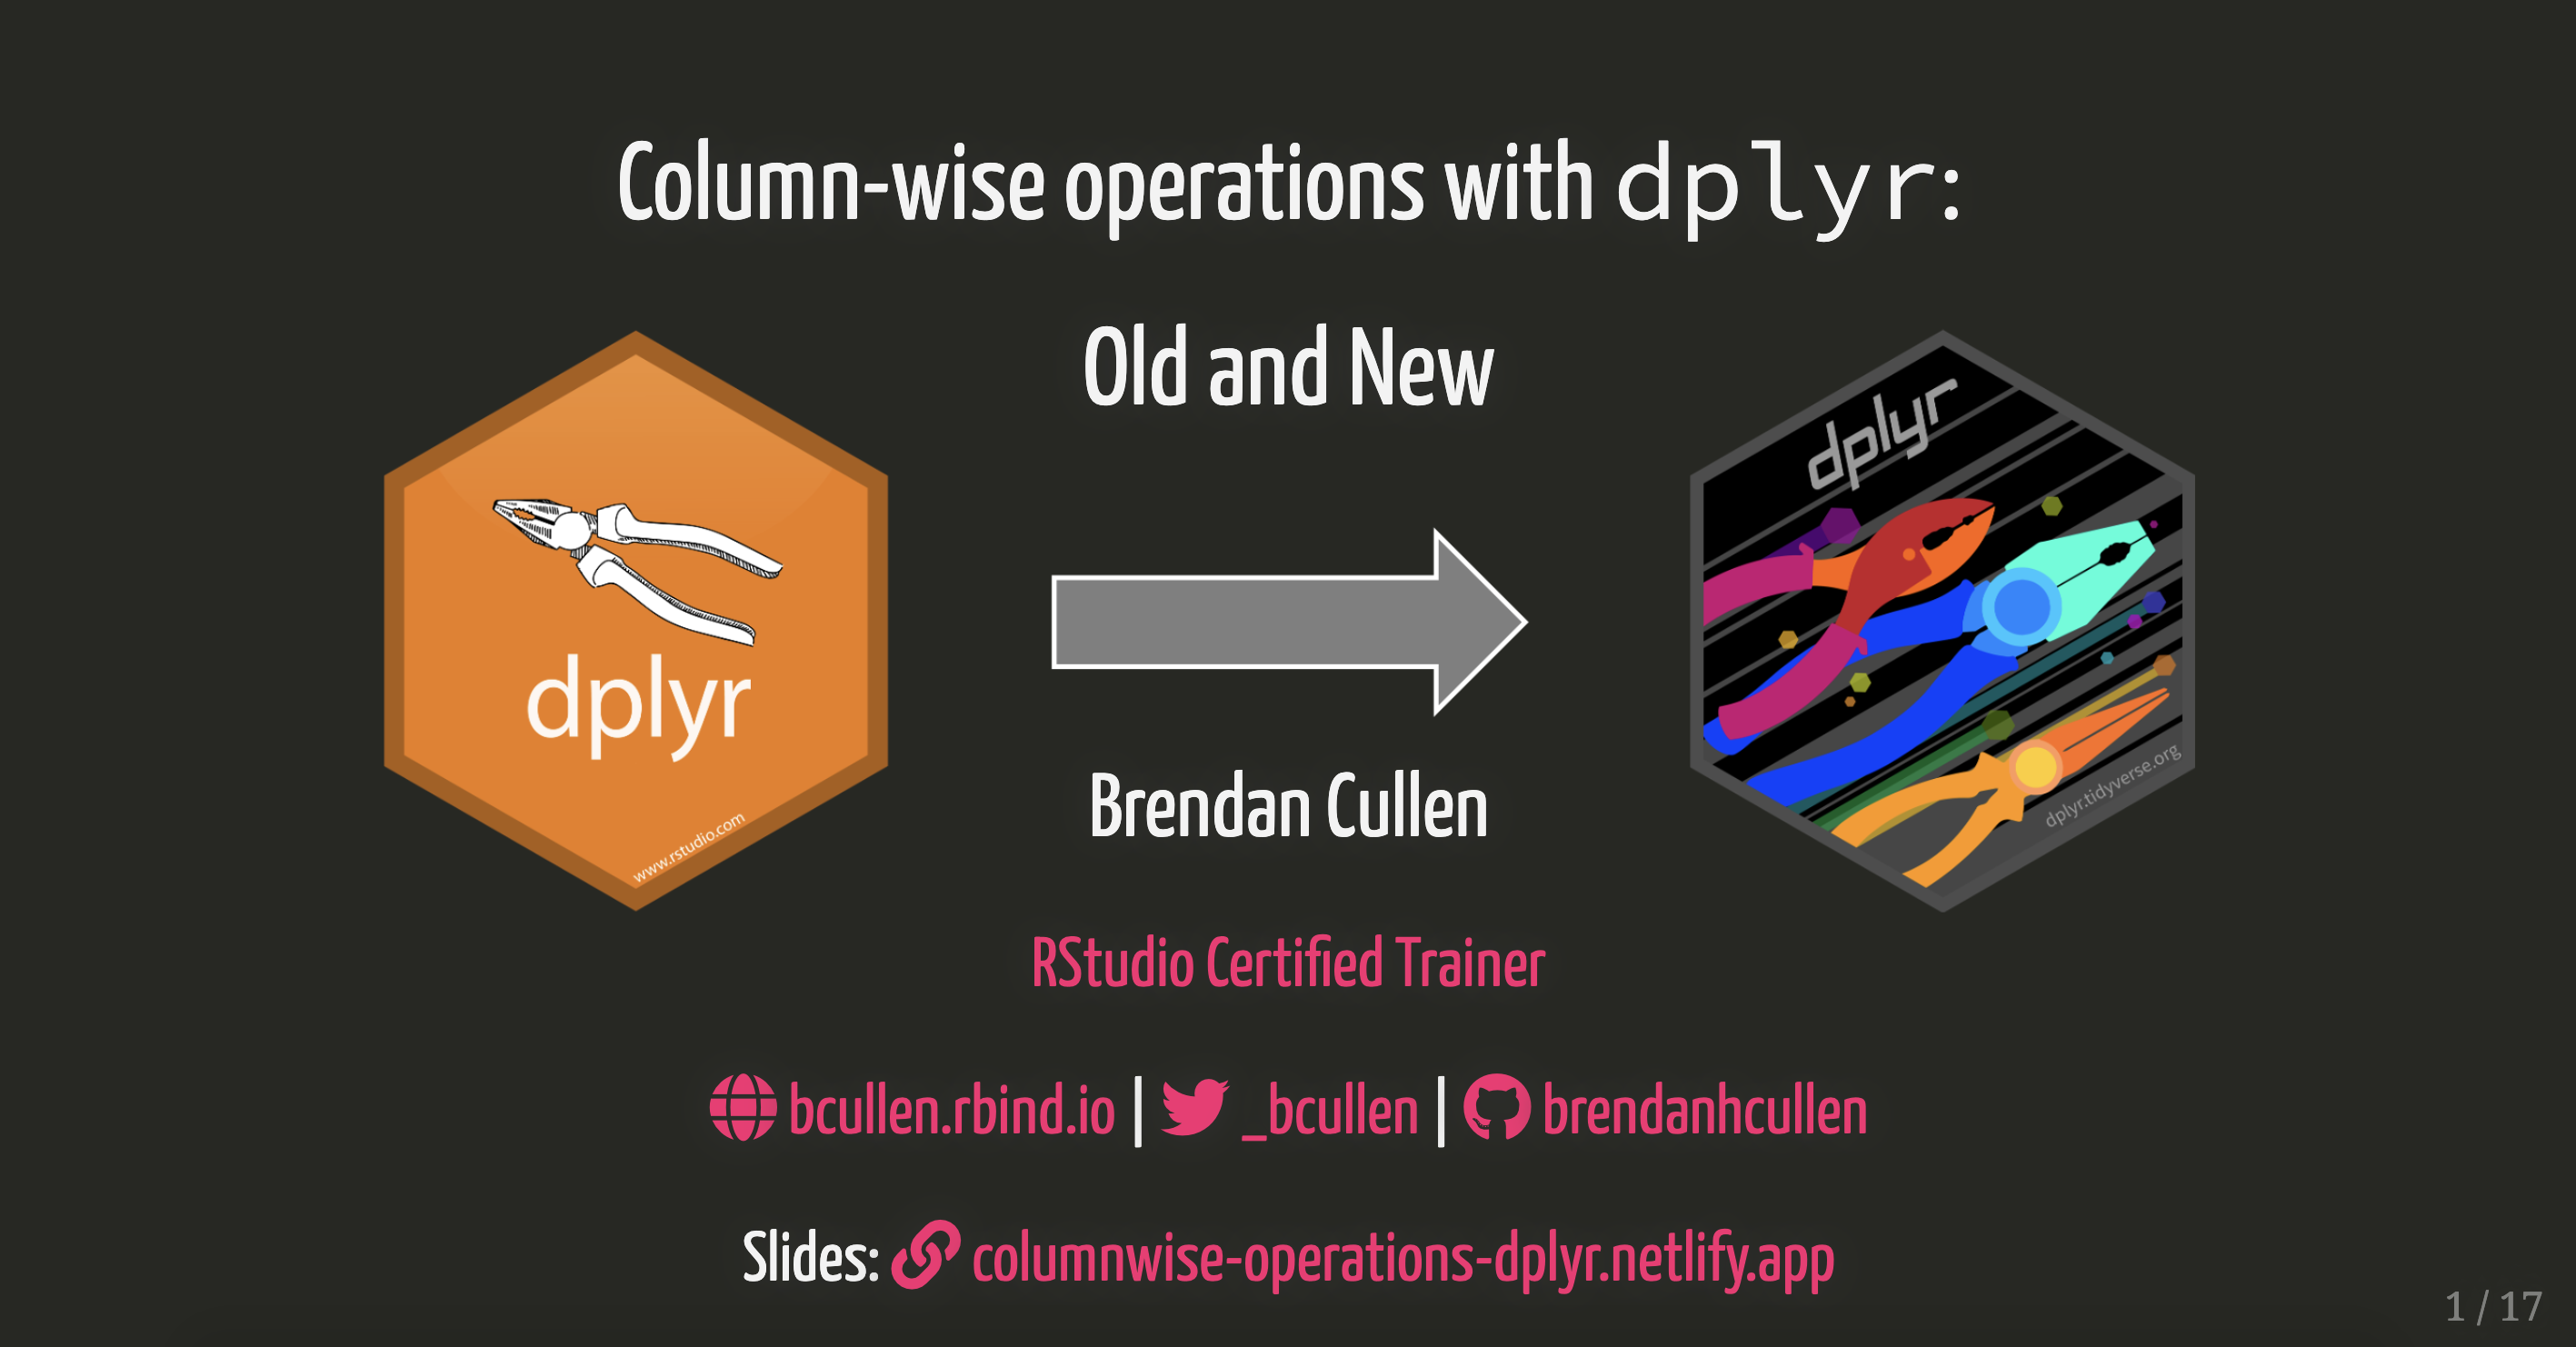 Column-wise operations with dplyr:
Old and New
dplyr
www.rstudio.com
dplyr
dplyr.tidyverse.org
Brendan Cullen
RStudio Certified Trainer
bcullen.rbind.io | _bcullen | brendanhcullen
Slides: columnwise-operations-dplyr.netlify.app
1 / 17